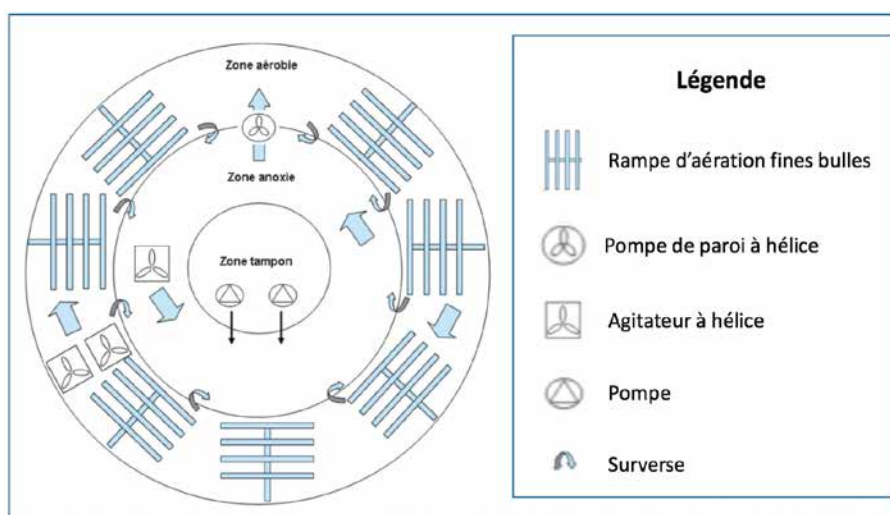 Zone aérobie
Zone anoxie
Zone tampon
Légende
Rampe d'aération fines bulles
Pompe de paroi à hélice
Agitateur à hélice
Pompe
Surverse